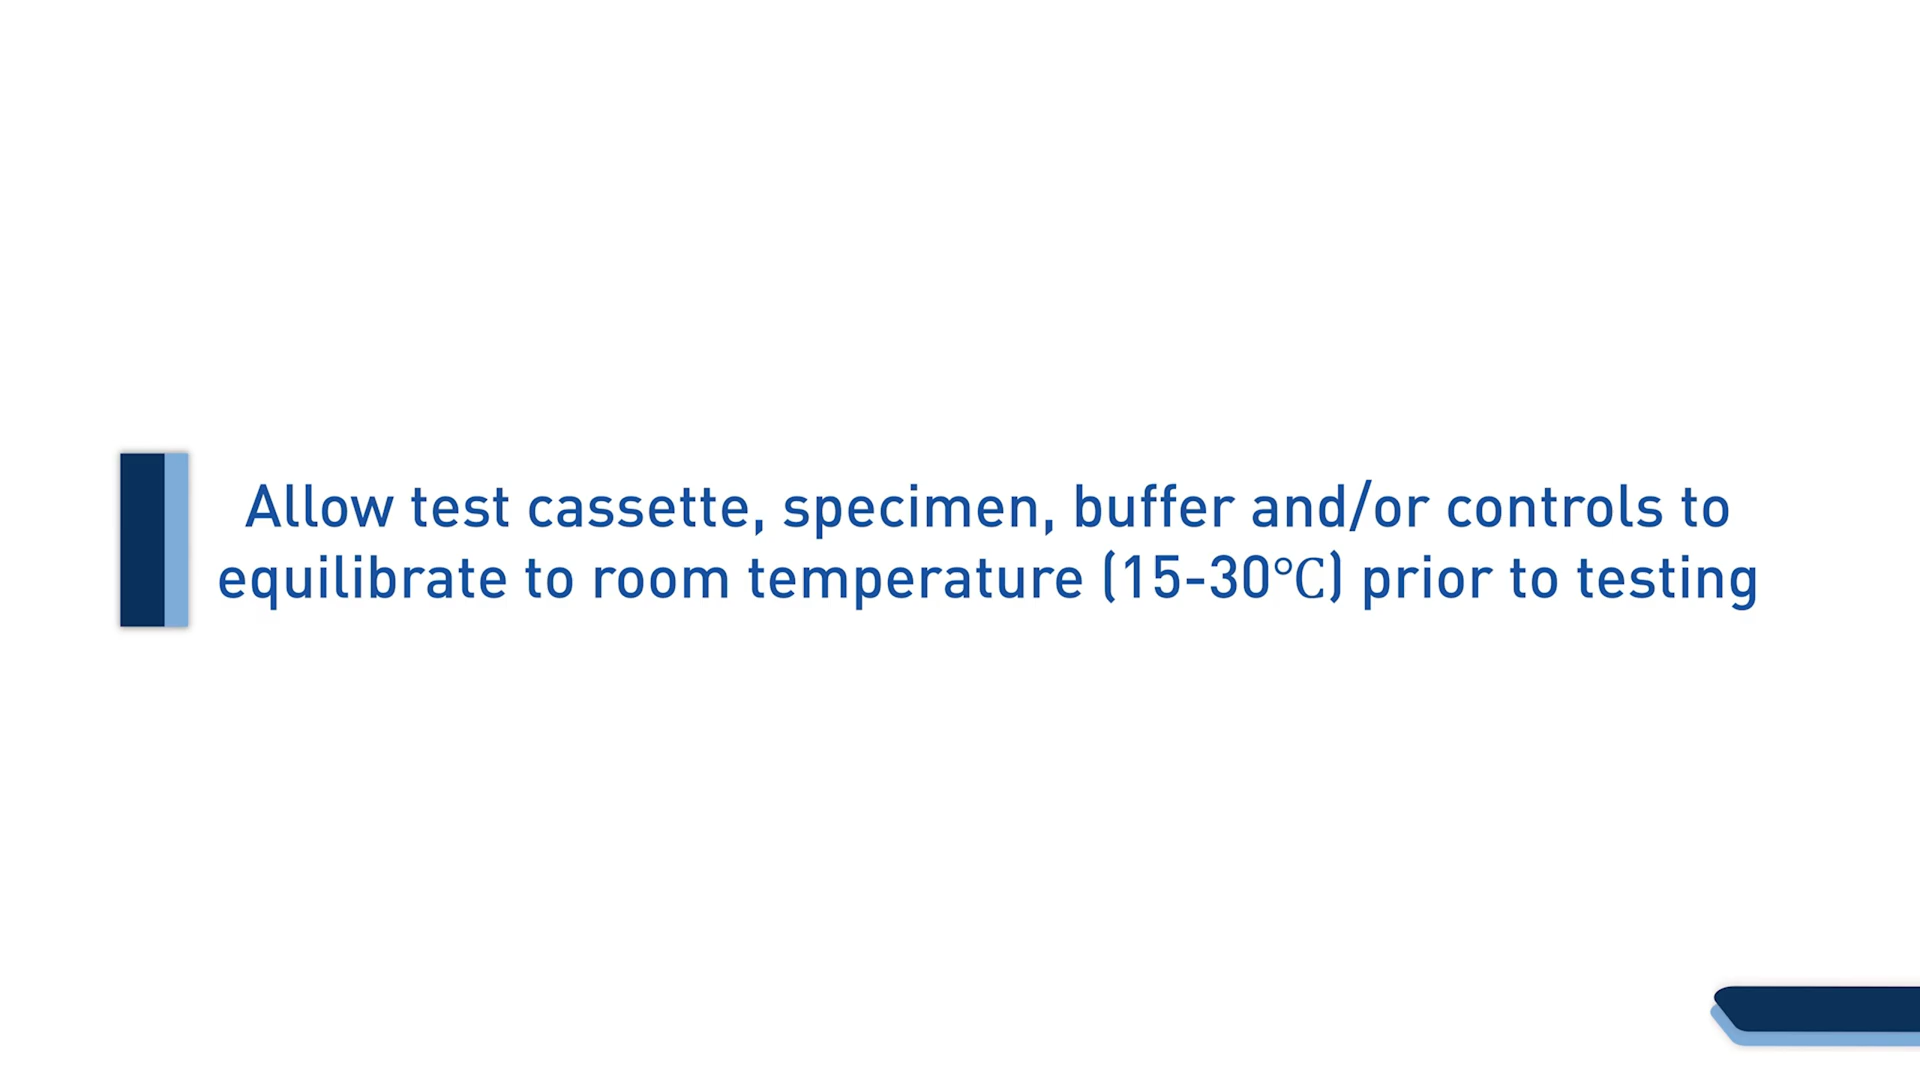 Allow test cassette, specimen, buffer and/or controls to
equilibrate to room temperature (15-30℃) prior to testing